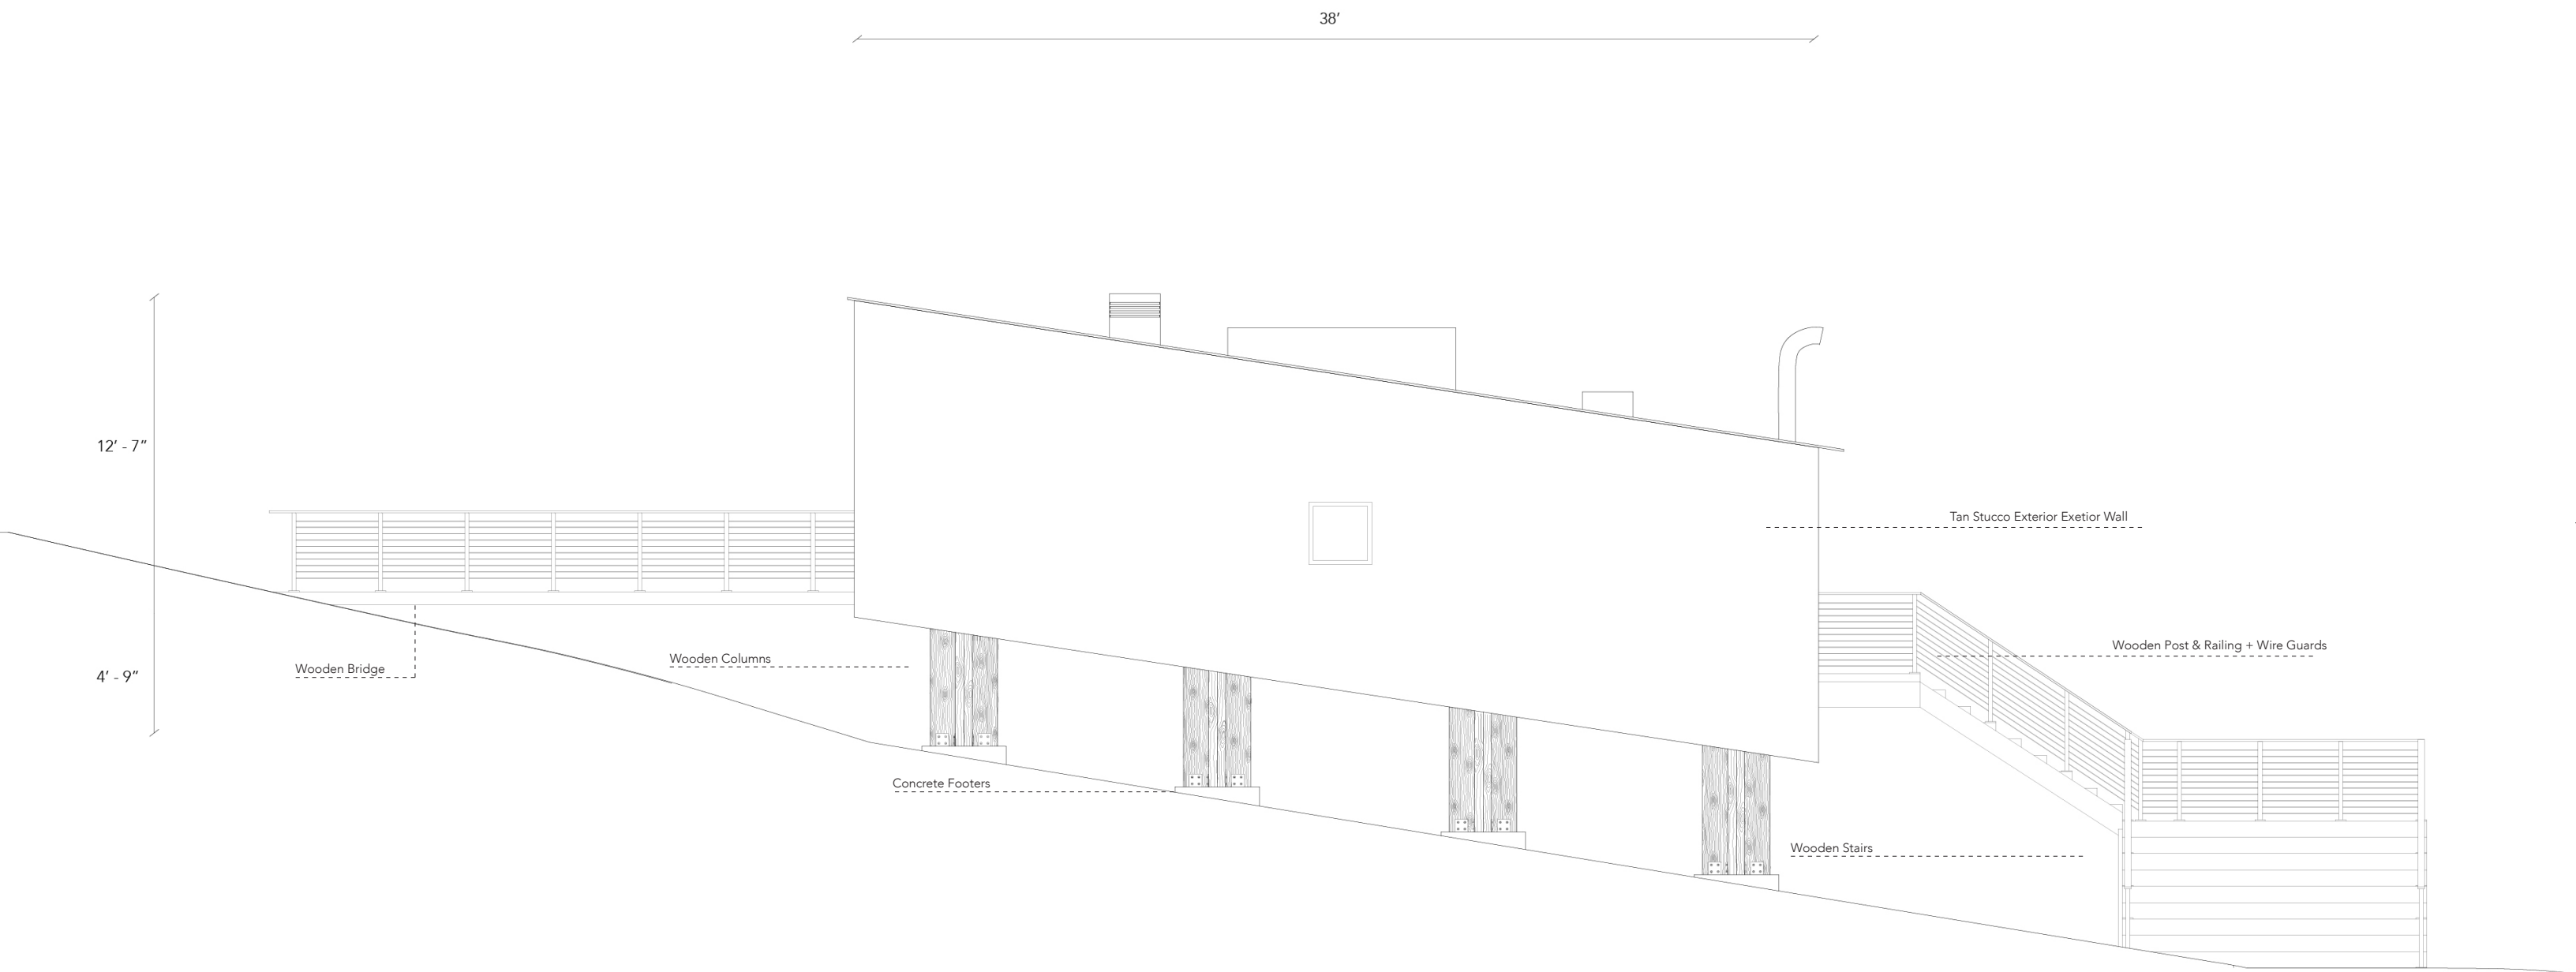 38’
12’ - 7”
Tan Stucco Exterior Exetior Wall
Wooden Post & Railing + Wire Guards
Wooden Columns
Wooden Bridge
4’ - 9”
Concrete Footers
Wooden Stairs